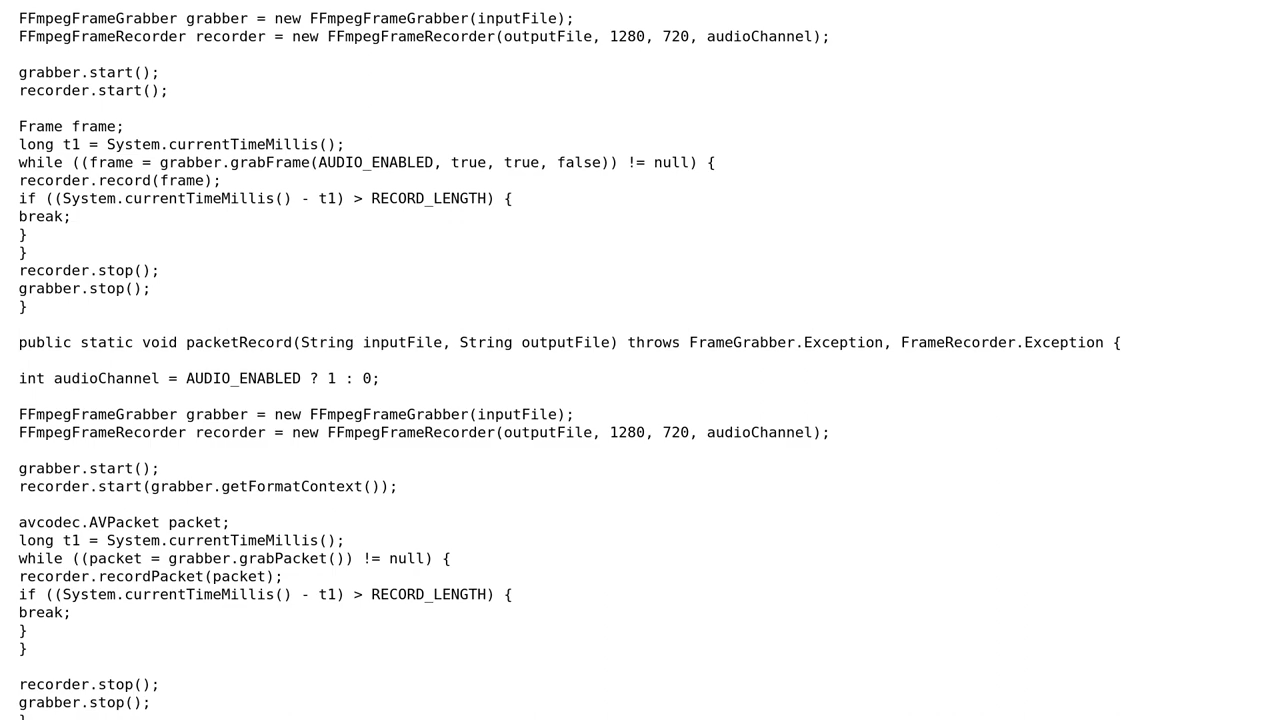 FFmpegFrameGrabber grabber = new FFmpegFrameGrabber(inputFile);
FFmpegFrameRecorder recorder = new FFmpegFrameRecorder(outputFile, 1280, 720, audioChannel);

grabber.start();
recorder.start();

Frame frame;
long t1 = System.currentTimeMillis();
while ((frame = grabber.grabFrame(AUDIO_ENABLED, true, true, false)) != null) {
recorder.record(frame);
if ((System.currentTimeMillis() - t1) > RECORD_LENGTH) {
break;
}
}
recorder.stop();
grabber.stop();
}

public static void packetRecord(String inputFile, String outputFile) throws FrameGrabber.Exception, FrameRecorder.Exception {

int audioChannel = AUDIO_ENABLED ? 1 : 0;

FFmpegFrameGrabber grabber = new FFmpegFrameGrabber(inputFile);
FFmpegFrameRecorder recorder = new FFmpegFrameRecorder(outputFile, 1280, 720, audioChannel);

grabber.start();
recorder.start(grabber.getFormatContext());

avcodec.AVPacket packet;
long t1 = System.currentTimeMillis();
while ((packet = grabber.grabPacket()) != null) {
recorder.recordPacket(packet);
if ((System.currentTimeMillis() - t1) > RECORD_LENGTH) {
break;
}
}

recorder.stop();
grabber.stop();
}